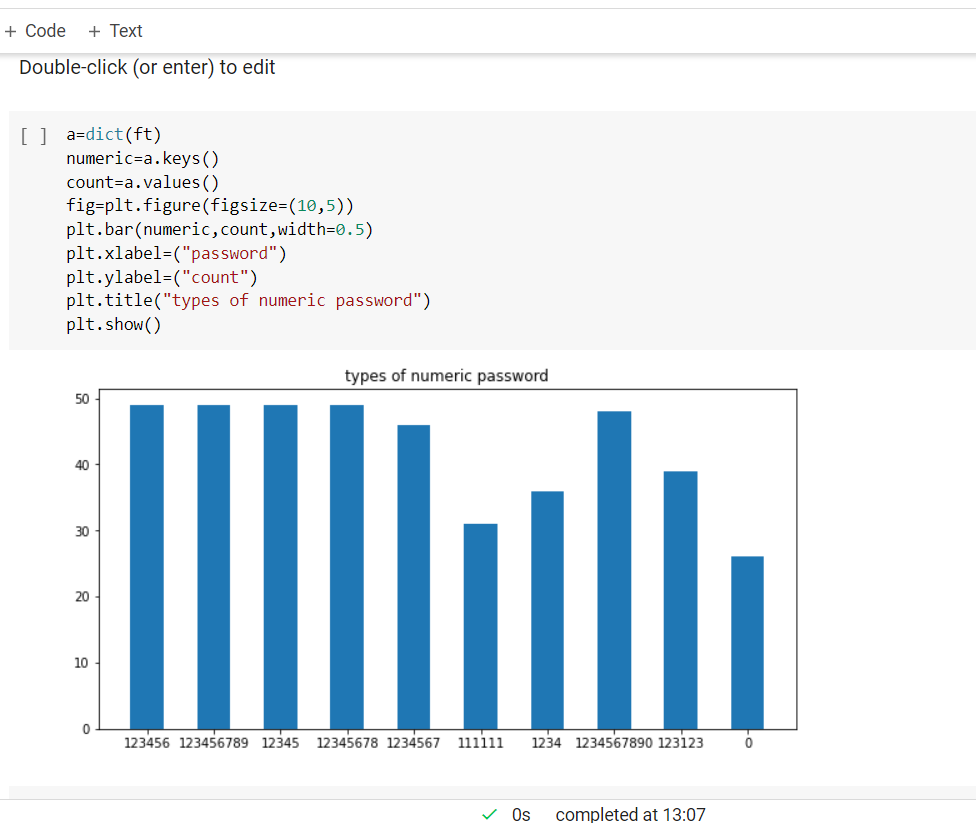 + Code + Text
Double-click (or enter) to edit
[ ] a=dict(ft)
numeric=a.keys()
count=a.values()
fig=plt.figure(figsize=(10,5))
plt.bar(numeric,count,width=0.5)
plt.xlabel=("password")
plt.ylabel=("count")
plt.title("types of numeric password")
plt.show()
types of numeric password
50
40
30
20
10
0
123456 123456789 12345 12345678 1234567 111111 1234 1234567890 123123 0
✓ 0s completed at 13:07